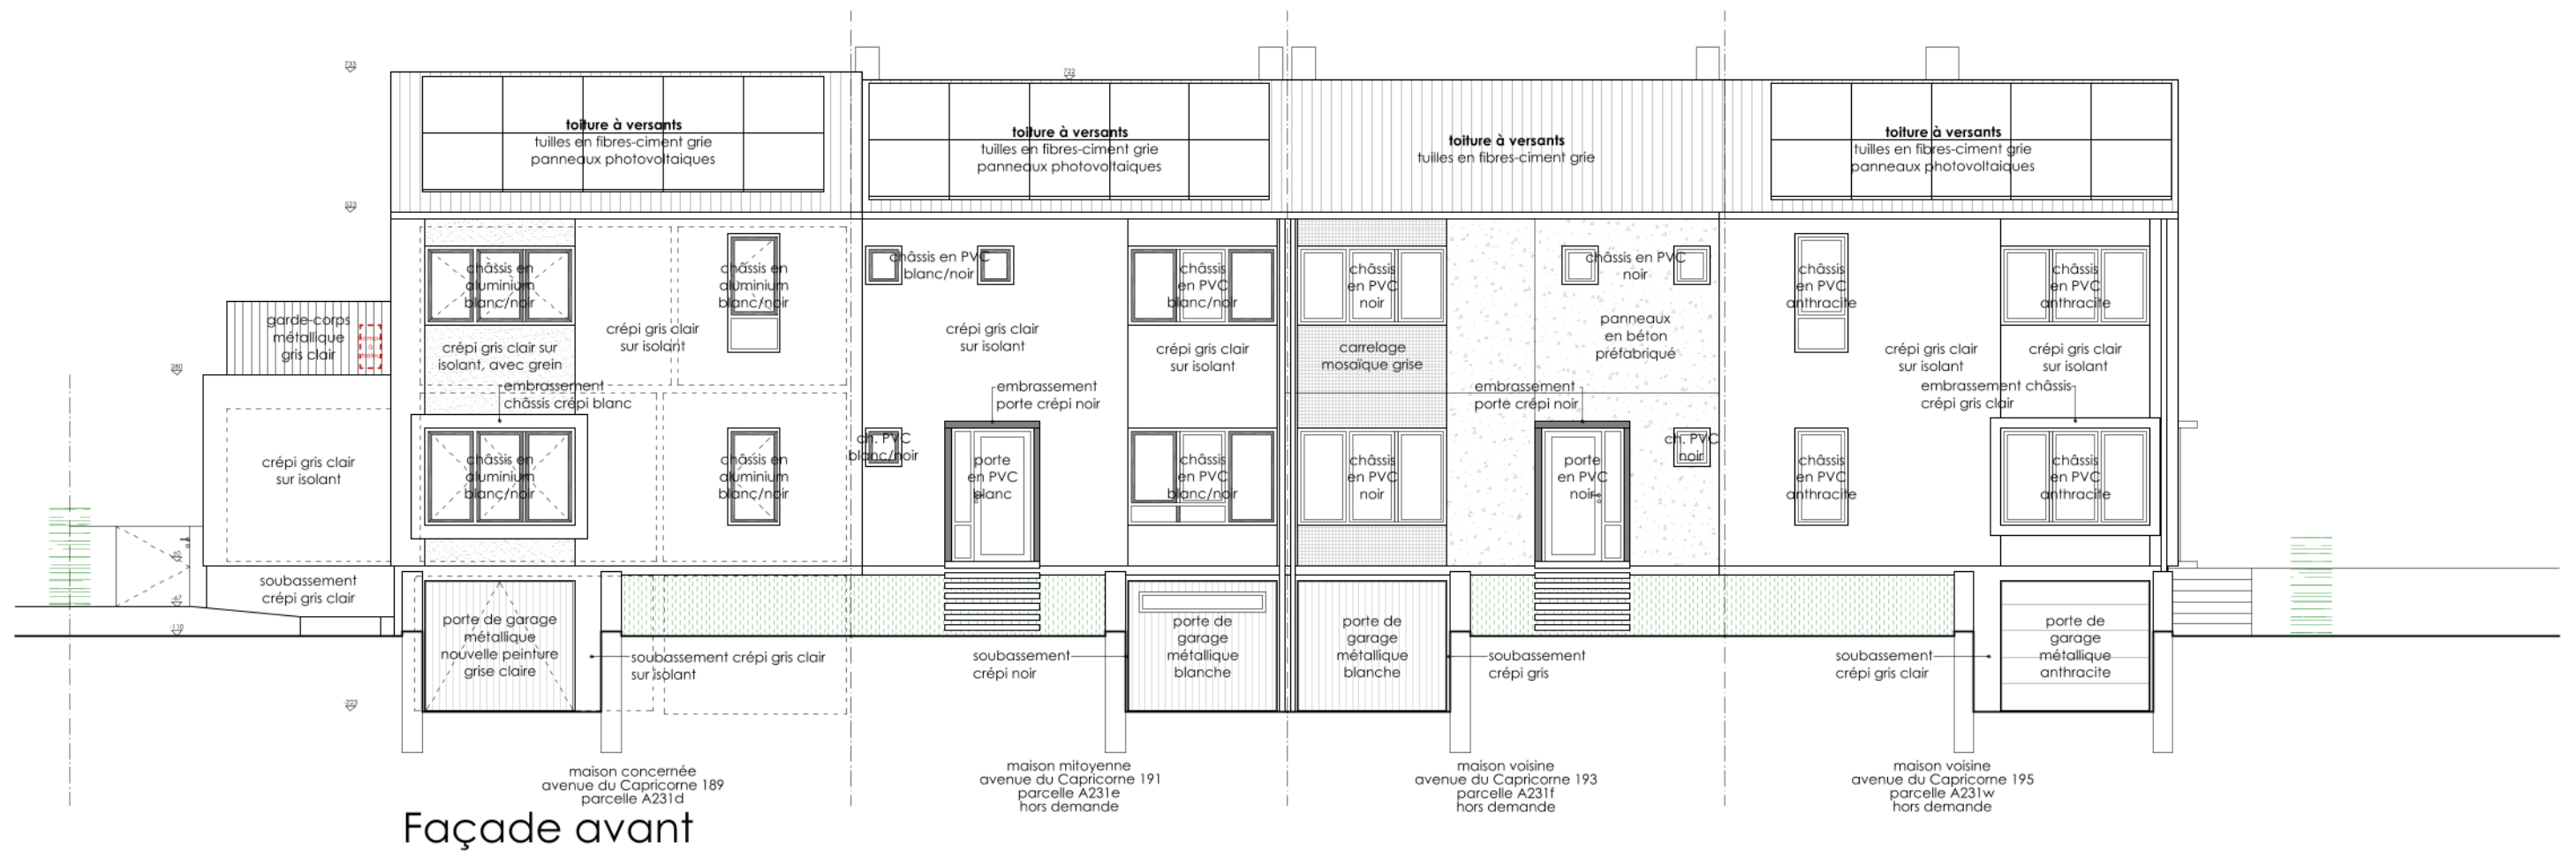 733
722
toiture à versants
tuilles en fibres-ciment grie
panneaux photovoltaiques
toiture à versants
tuilles en fibres-ciment grie
panneaux photovoltaiques
toiture à versants
tuilles en fibres-ciment grie
toiture à versants
tuilles en fibres-ciment grie
panneaux photovoltaiques
523
châssis en
aluminium
blanc/noir
châssis en
aluminium
blanc/noir
châssis en PVC
blanc/noir
châssis
en PVC
blanc/noir
châssis
en PVC
noir
châssis en PVC
noir
châssis
en PVC
anthracite
châssis
en PVC
anthracite
garde-corps
métallique
gris clair
crépi gris clair sur
isolant, avec grein
crépi gris clair
sur isolant
crépi gris clair
sur isolant
crépi gris clair
sur isolant
carrelage
mosaïque grise
panneaux
en béton
préfabriqué
crépi gris clair
sur isolant
crépi gris clair
sur isolant
280
embrassement
châssis crépi blanc
embrassement
porte crépi noir
embrassement
porte crépi noir
embrassement châssis
crépi gris clair
crépi gris clair
sur isolant
châssis en
aluminium
blanc/noir
châssis en
aluminium
blanc/noir
ch. PVC
blanc/noir
porte
en PVC
blanc
châssis
en PVC
blanc/noir
châssis
en PVC
noir
porte
en PVC
noir
ch. PVC
noir
châssis
en PVC
anthracite
châssis
en PVC
anthracite
soubassement
crépi gris clair
-67
-110
porte de garage
métallique
nouvelle peinture
grise claire
soubassement crépi gris clair
sur isolant
soubassement
crépi noir
porte de
garage
métallique
blanche
porte de
garage
métallique
blanche
soubassement
crépi gris
soubassement
crépi gris clair
porte de
garage
métallique
anthracite
-223
maison concernée
avenue du Capricorne 189
parcelle A231d
maison mitoyenne
avenue du Capricorne 191
parcelle A231e
hors demande
maison voisine
avenue du Capricorne 193
parcelle A231f
hors demande
maison voisine
avenue du Capricorne 195
parcelle A231w
hors demande
Façade avant